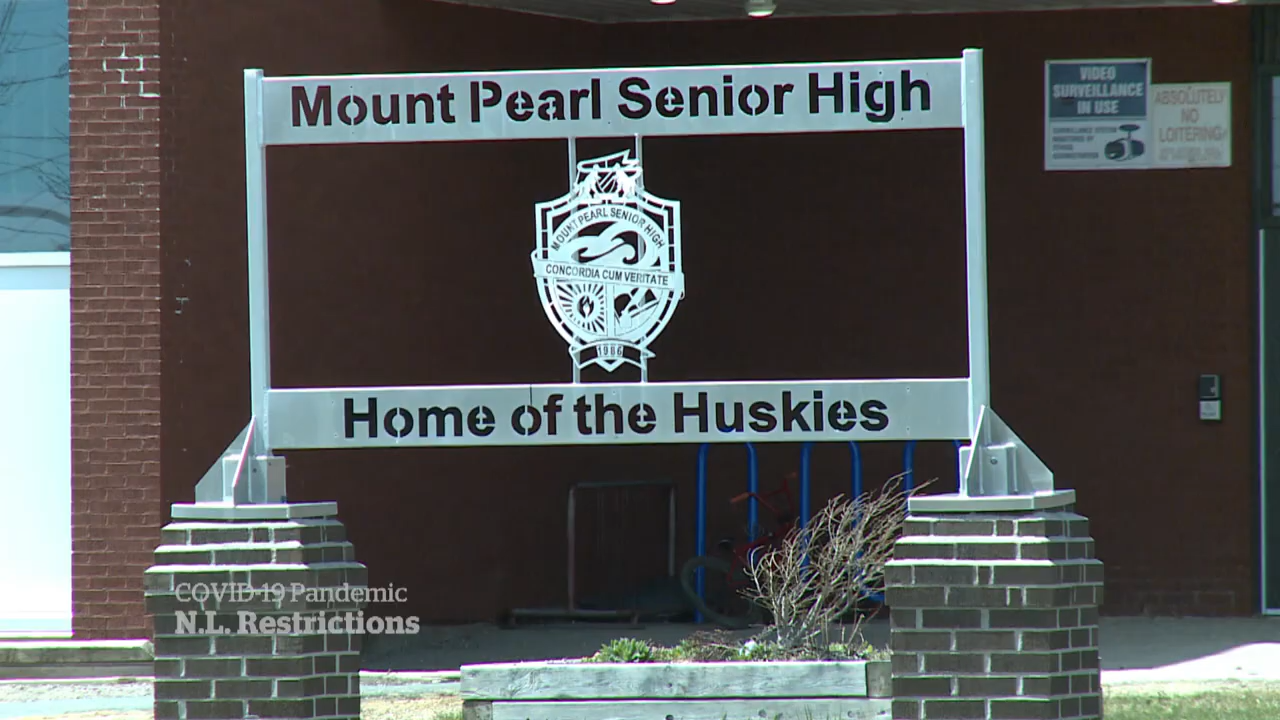 Mount Pearl Senior High
VIDEO
SURVEILLANCE
IN USE
ABSOLUTELY
NO
LOITERING
MOUNT PEARL SENIOR HIGH
CONCORDIA CUM VERITATE
1986
Home of the Huskies
COVID-19 Pandemic
N.L. Restrictions